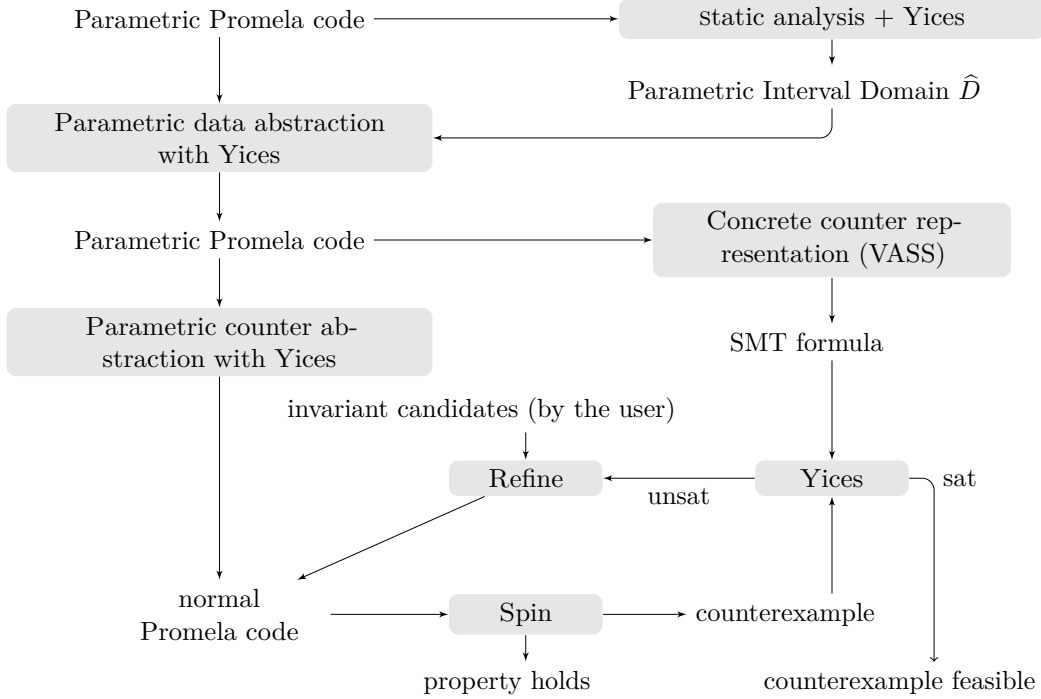 Parametric Promela code
static analysis + Yices
Parametric Interval Domain D̂
Parametric data abstraction
with Yices
Parametric Promela code
Concrete counter rep-
resentation (VASS)
Parametric counter ab-
straction with Yices
SMT formula
invariant candidates (by the user)
Refine
unsat
Yices
sat
normal
Promela code
Spin
counterexample
property holds
counterexample feasible